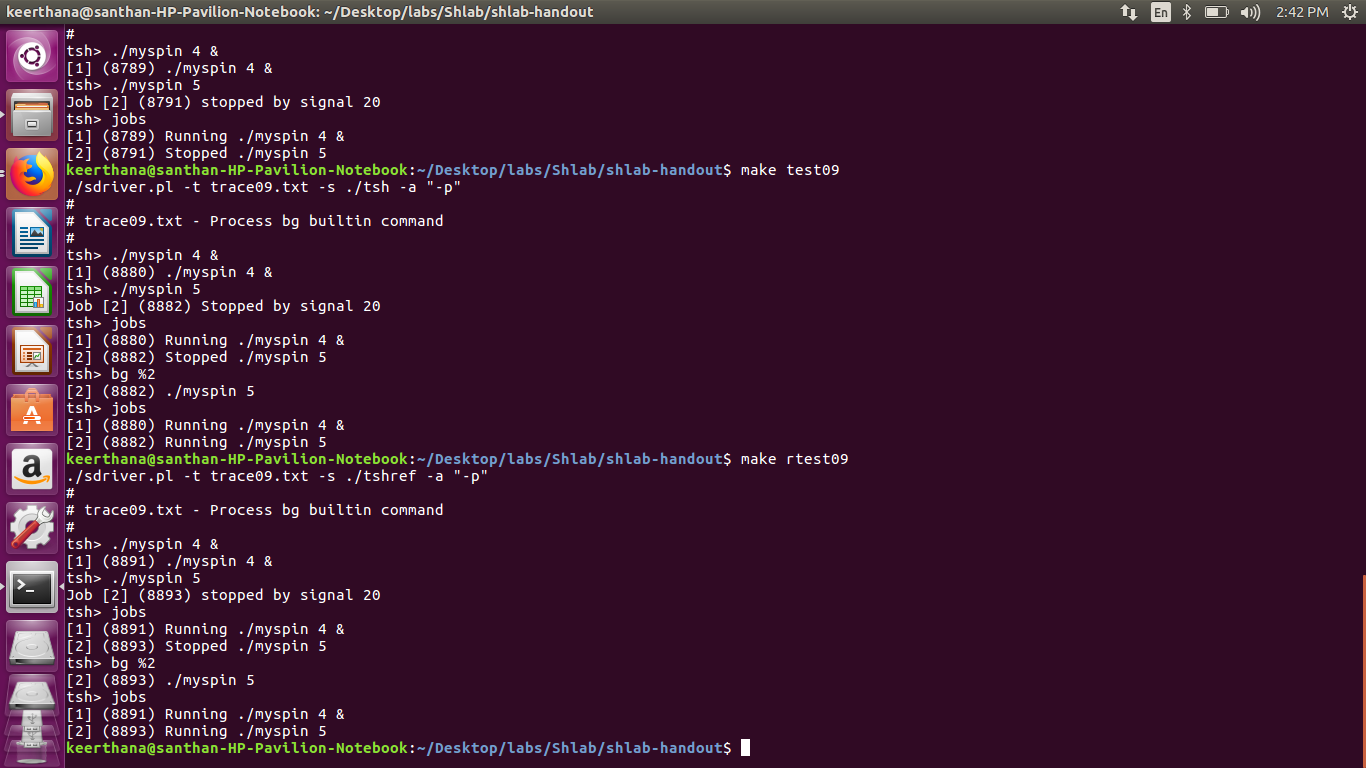 keerthana@santhan-HP-Pavilion-Notebook: ~/Desktop/labs/Shlab/shlab-handout
En
2:42 PM
#
tsh> ./myspin 4 &
[1] (8789) ./myspin 4 &
tsh> ./myspin 5
Job [2] (8791) stopped by signal 20
tsh> jobs
[1] (8789) Running ./myspin 4 &
[2] (8791) Stopped ./myspin 5
keerthana@santhan-HP-Pavilion-Notebook:~/Desktop/labs/Shlab/shlab-handout$ make test09
./sdriver.pl -t trace09.txt -s ./tsh -a "-p"
#
# trace09.txt - Process bg builtin command
#
tsh> ./myspin 4 &
[1] (8880) ./myspin 4 &
tsh> ./myspin 5
Job [2] (8882) Stopped by signal 20
tsh> jobs
[1] (8880) Running ./myspin 4 &
[2] (8882) Stopped ./myspin 5
tsh> bg %2
[2] (8882) ./myspin 5
tsh> jobs
[1] (8880) Running ./myspin 4 &
[2] (8882) Running ./myspin 5
keerthana@santhan-HP-Pavilion-Notebook:~/Desktop/labs/Shlab/shlab-handout$ make rtest09
./sdriver.pl -t trace09.txt -s ./tshref -a "-p"
#
# trace09.txt - Process bg builtin command
#
tsh> ./myspin 4 &
[1] (8891) ./myspin 4 &
tsh> ./myspin 5
Job [2] (8893) stopped by signal 20
tsh> jobs
[1] (8891) Running ./myspin 4 &
[2] (8893) Stopped ./myspin 5
tsh> bg %2
[2] (8893) ./myspin 5
tsh> jobs
[1] (8891) Running ./myspin 4 &
[2] (8893) Running ./myspin 5
keerthana@santhan-HP-Pavilion-Notebook:~/Desktop/labs/Shlab/shlab-handout$